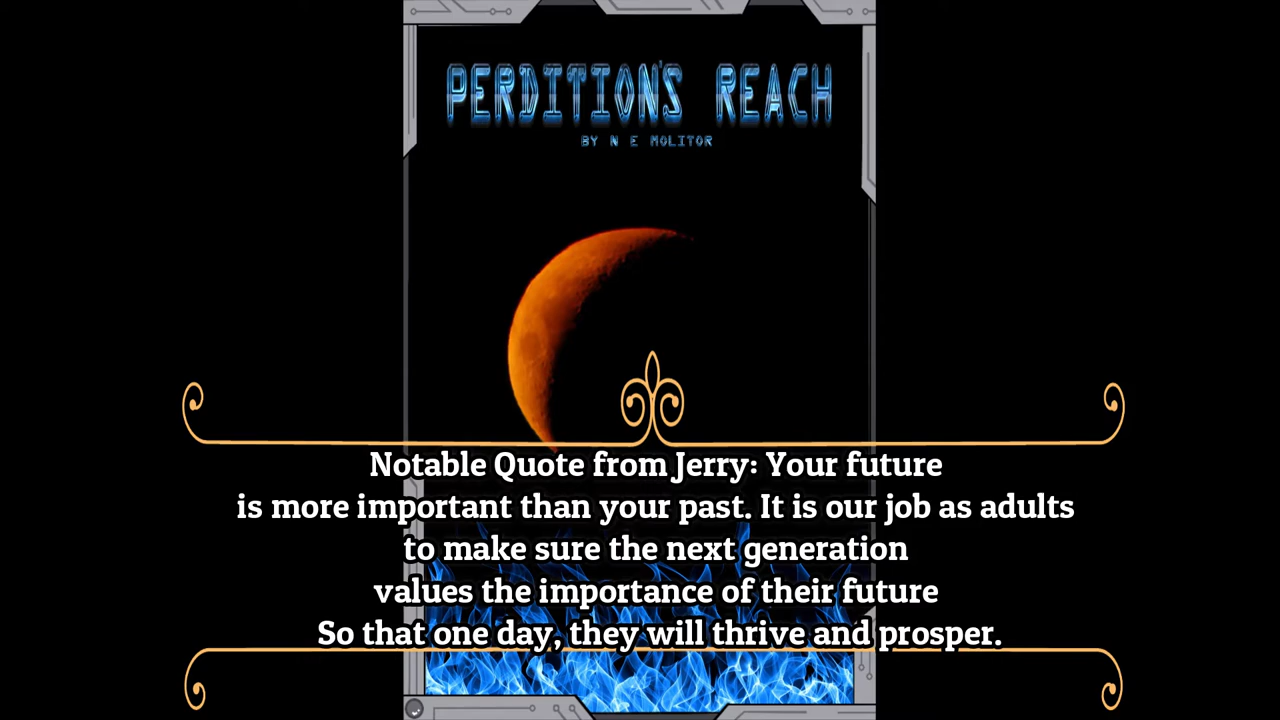 PERDITION'S REACH
BY N E MOLITOR
Notable Quote from Jerry: Your future
is more important than your past. It is our job as adults
to make sure the next generation
values the importance of their future
So that one day, they will thrive and prosper.